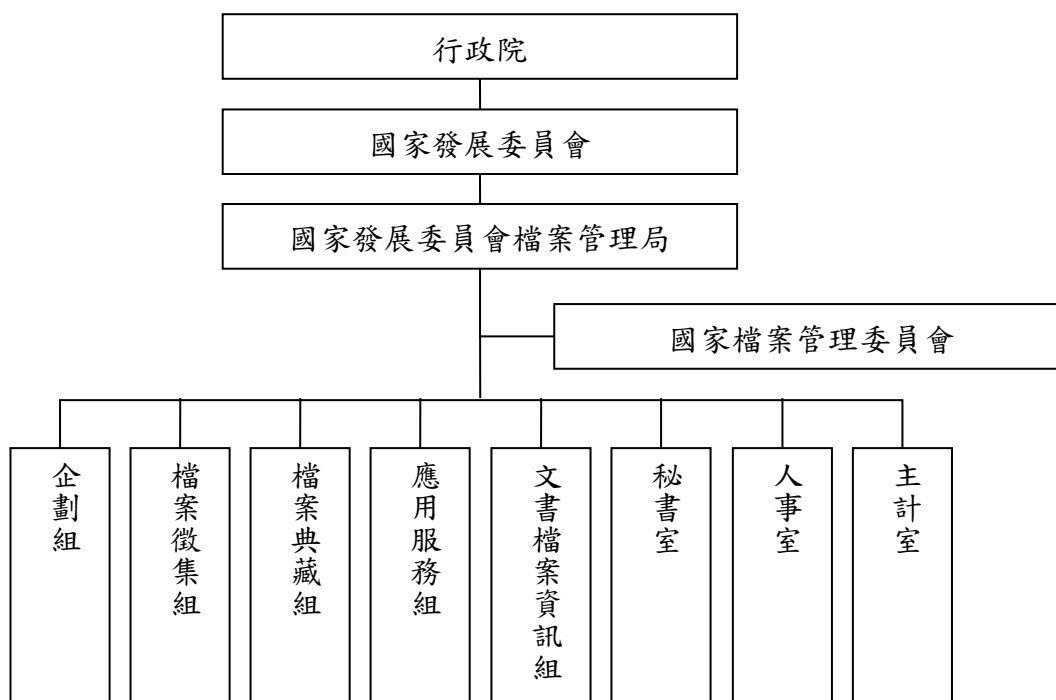 行政院
國家發展委員會
國家發展委員會檔案管理局
國家檔案管理委員會
企劃組
檔案徵集組
檔案典藏組
應用服務組
文書檔案資訊組
秘書室
人事室
主計室